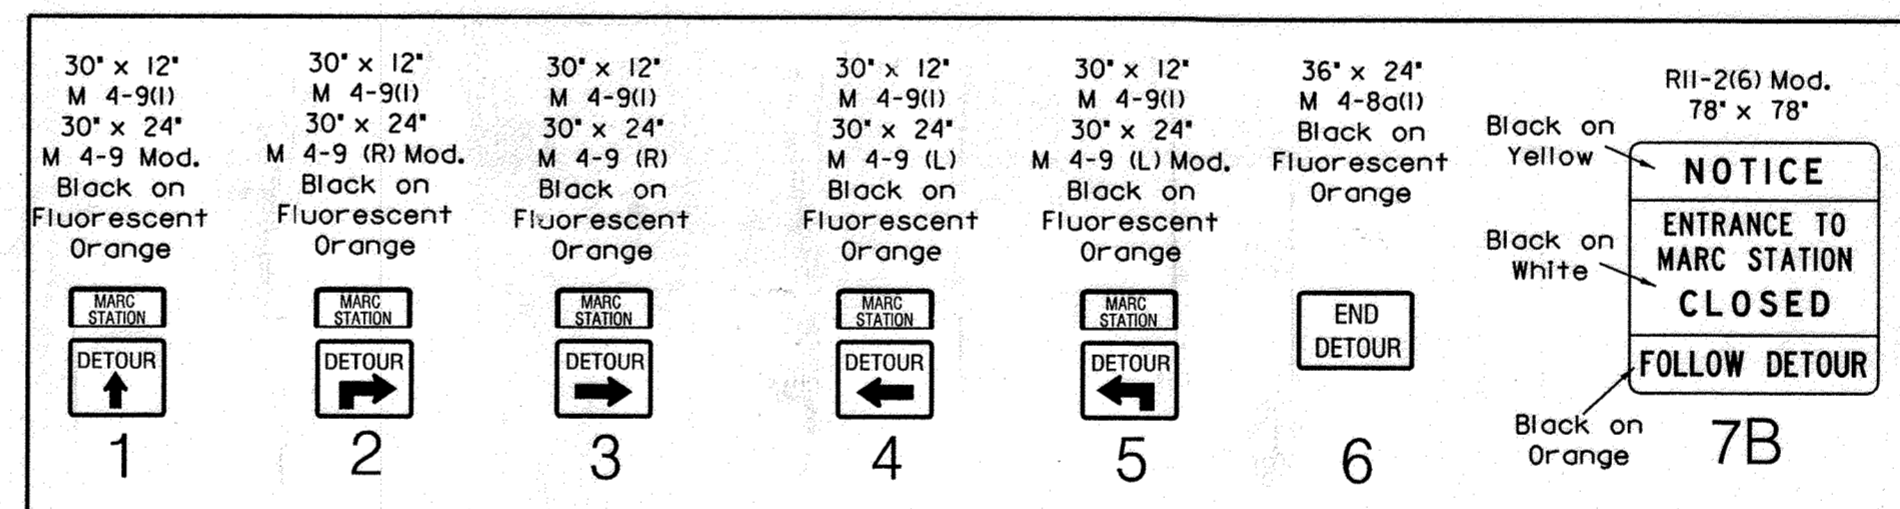 30" x 12"
M 4-9(1)
30" x 24"
M 4-9 Mod.
Black on
Fluorescent
Orange
MARC
STATION
DETOUR
1
30" x 12"
M 4-9(1)
30" x 24"
M 4-9 (R) Mod.
Black on
Fluorescent
Orange
MARC
STATION
DETOUR
2
30" x 12"
M 4-9(1)
30" x 24"
M 4-9 (R)
Black on
Fluorescent
Orange
MARC
STATION
DETOUR
3
30" x 12"
M 4-9(1)
30" x 24"
M 4-9 (L)
Black on
Fluorescent
Orange
MARC
STATION
DETOUR
4
30" x 12"
M 4-9(1)
30" x 24"
M 4-9 (L) Mod.
Black on
Fluorescent
Orange
MARC
STATION
DETOUR
5
36" x 24"
M 4-8a(1)
Black on
Fluorescent
Orange
END
DETOUR
6
R11-2(6) Mod.
78" x 78"
Black on
Yellow
NOTICE
Black on
White
ENTRANCE TO
MARC STATION
CLOSED
FOLLOW DETOUR
Black on
Orange
7B